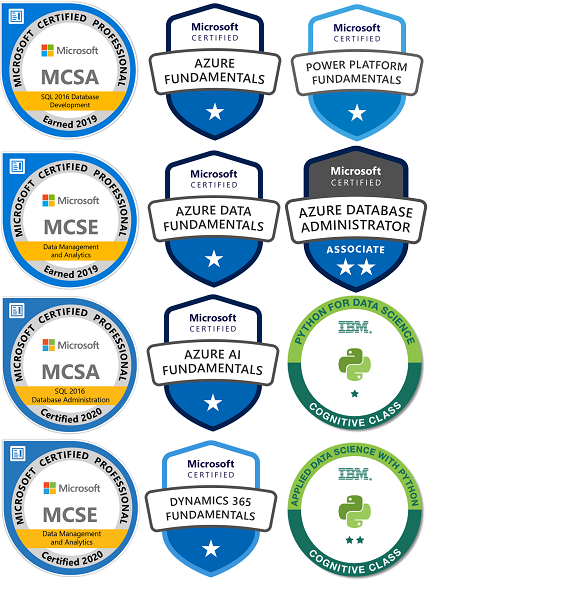 MICROSOFT CERTIFIED PROFESSIONAL
Microsoft
MCSA
SQL 2016 Database
Development
Earned 2019
Microsoft
CERTIFIED
AZURE
FUNDAMENTALS
Microsoft
CERTIFIED
POWER PLATFORM
FUNDAMENTALS
MICROSOFT CERTIFIED PROFESSIONAL
Microsoft
MCSE
Data Management
and Analytics
Earned 2019
Microsoft
CERTIFIED
AZURE DATA
FUNDAMENTALS
Microsoft
CERTIFIED
AZURE DATABASE
ADMINISTRATOR
ASSOCIATE
MICROSOFT CERTIFIED PROFESSIONAL
Microsoft
MCSA
SQL 2016
Database Administration
Certified 2020
Microsoft
CERTIFIED
AZURE AI
FUNDAMENTALS
PYTHON FOR DATA SCIENCE
IBM®
COGNITIVE CLASS
MICROSOFT CERTIFIED PROFESSIONAL
Microsoft
MCSE
Data Management
and Analytics
Certified 2020
Microsoft
CERTIFIED
DYNAMICS 365
FUNDAMENTALS
APPLIED DATA SCIENCE WITH PYTHON
IBM®
COGNITIVE CLASS